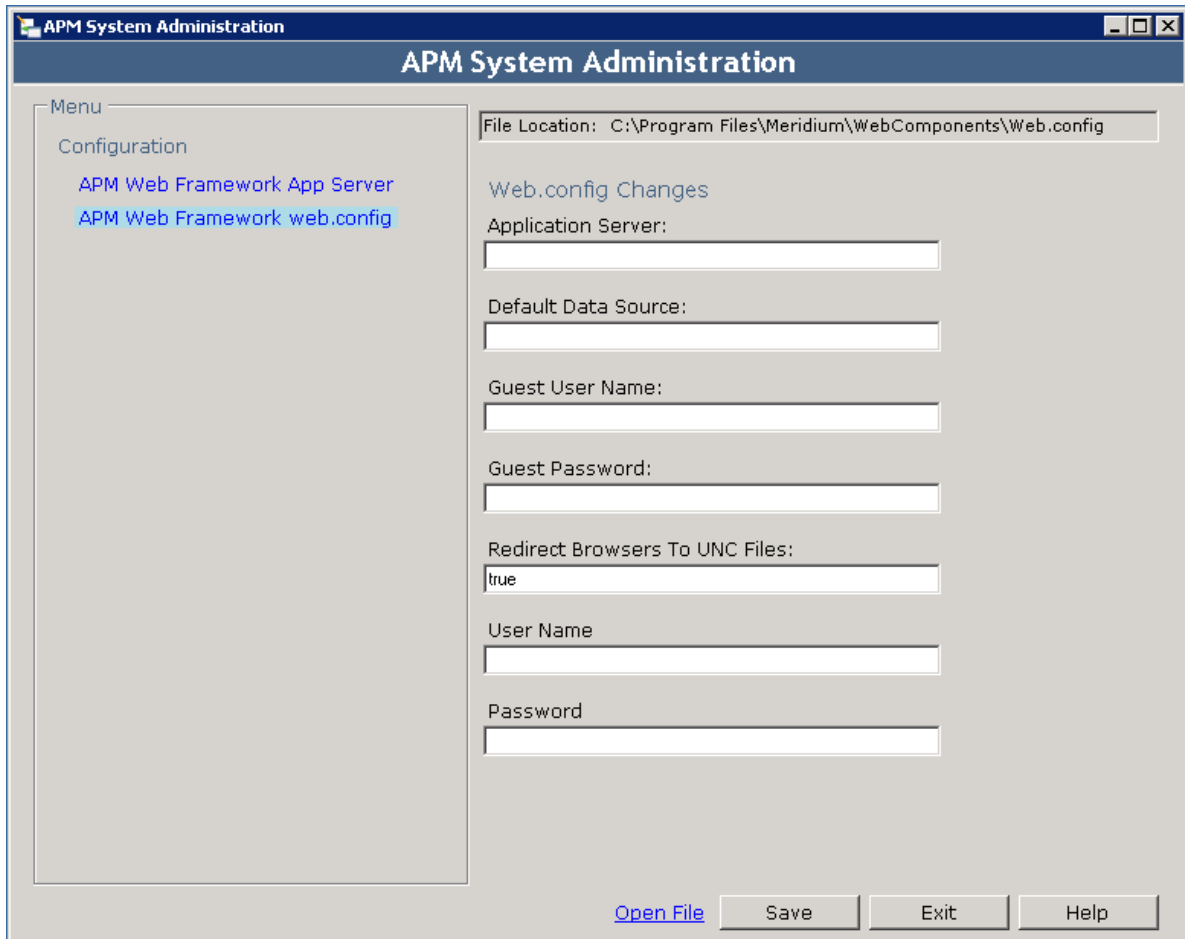 APM System Administration
APM System Administration
Menu
Configuration
APM Web Framework App Server
APM Web Framework web.config
File Location:  C:\Program Files\Meridium\WebComponents\Web.config
Web.config Changes
Application Server:
Default Data Source:
Guest User Name:
Guest Password:
Redirect Browsers To UNC Files:
true
User Name
Password
Open File Save Exit Help